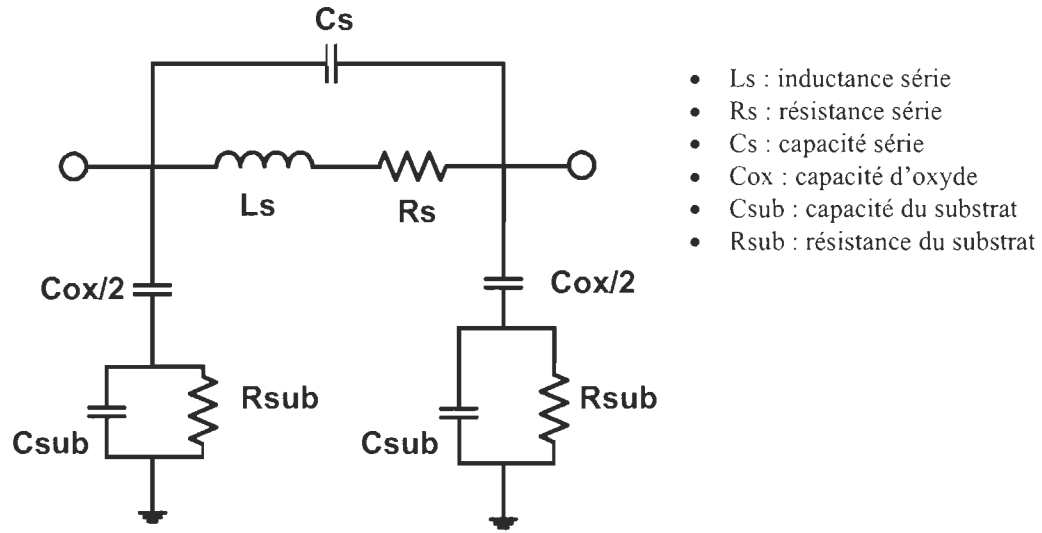 Cs
Ls
Rs
Cox/2
Cox/2
Rsub
Csub
Rsub
Csub
• Ls : inductance série
• Rs : résistance série
• Cs : capacité série
• Cox : capacité d'oxyde
• Csub : capacité du substrat
• Rsub : résistance du substrat